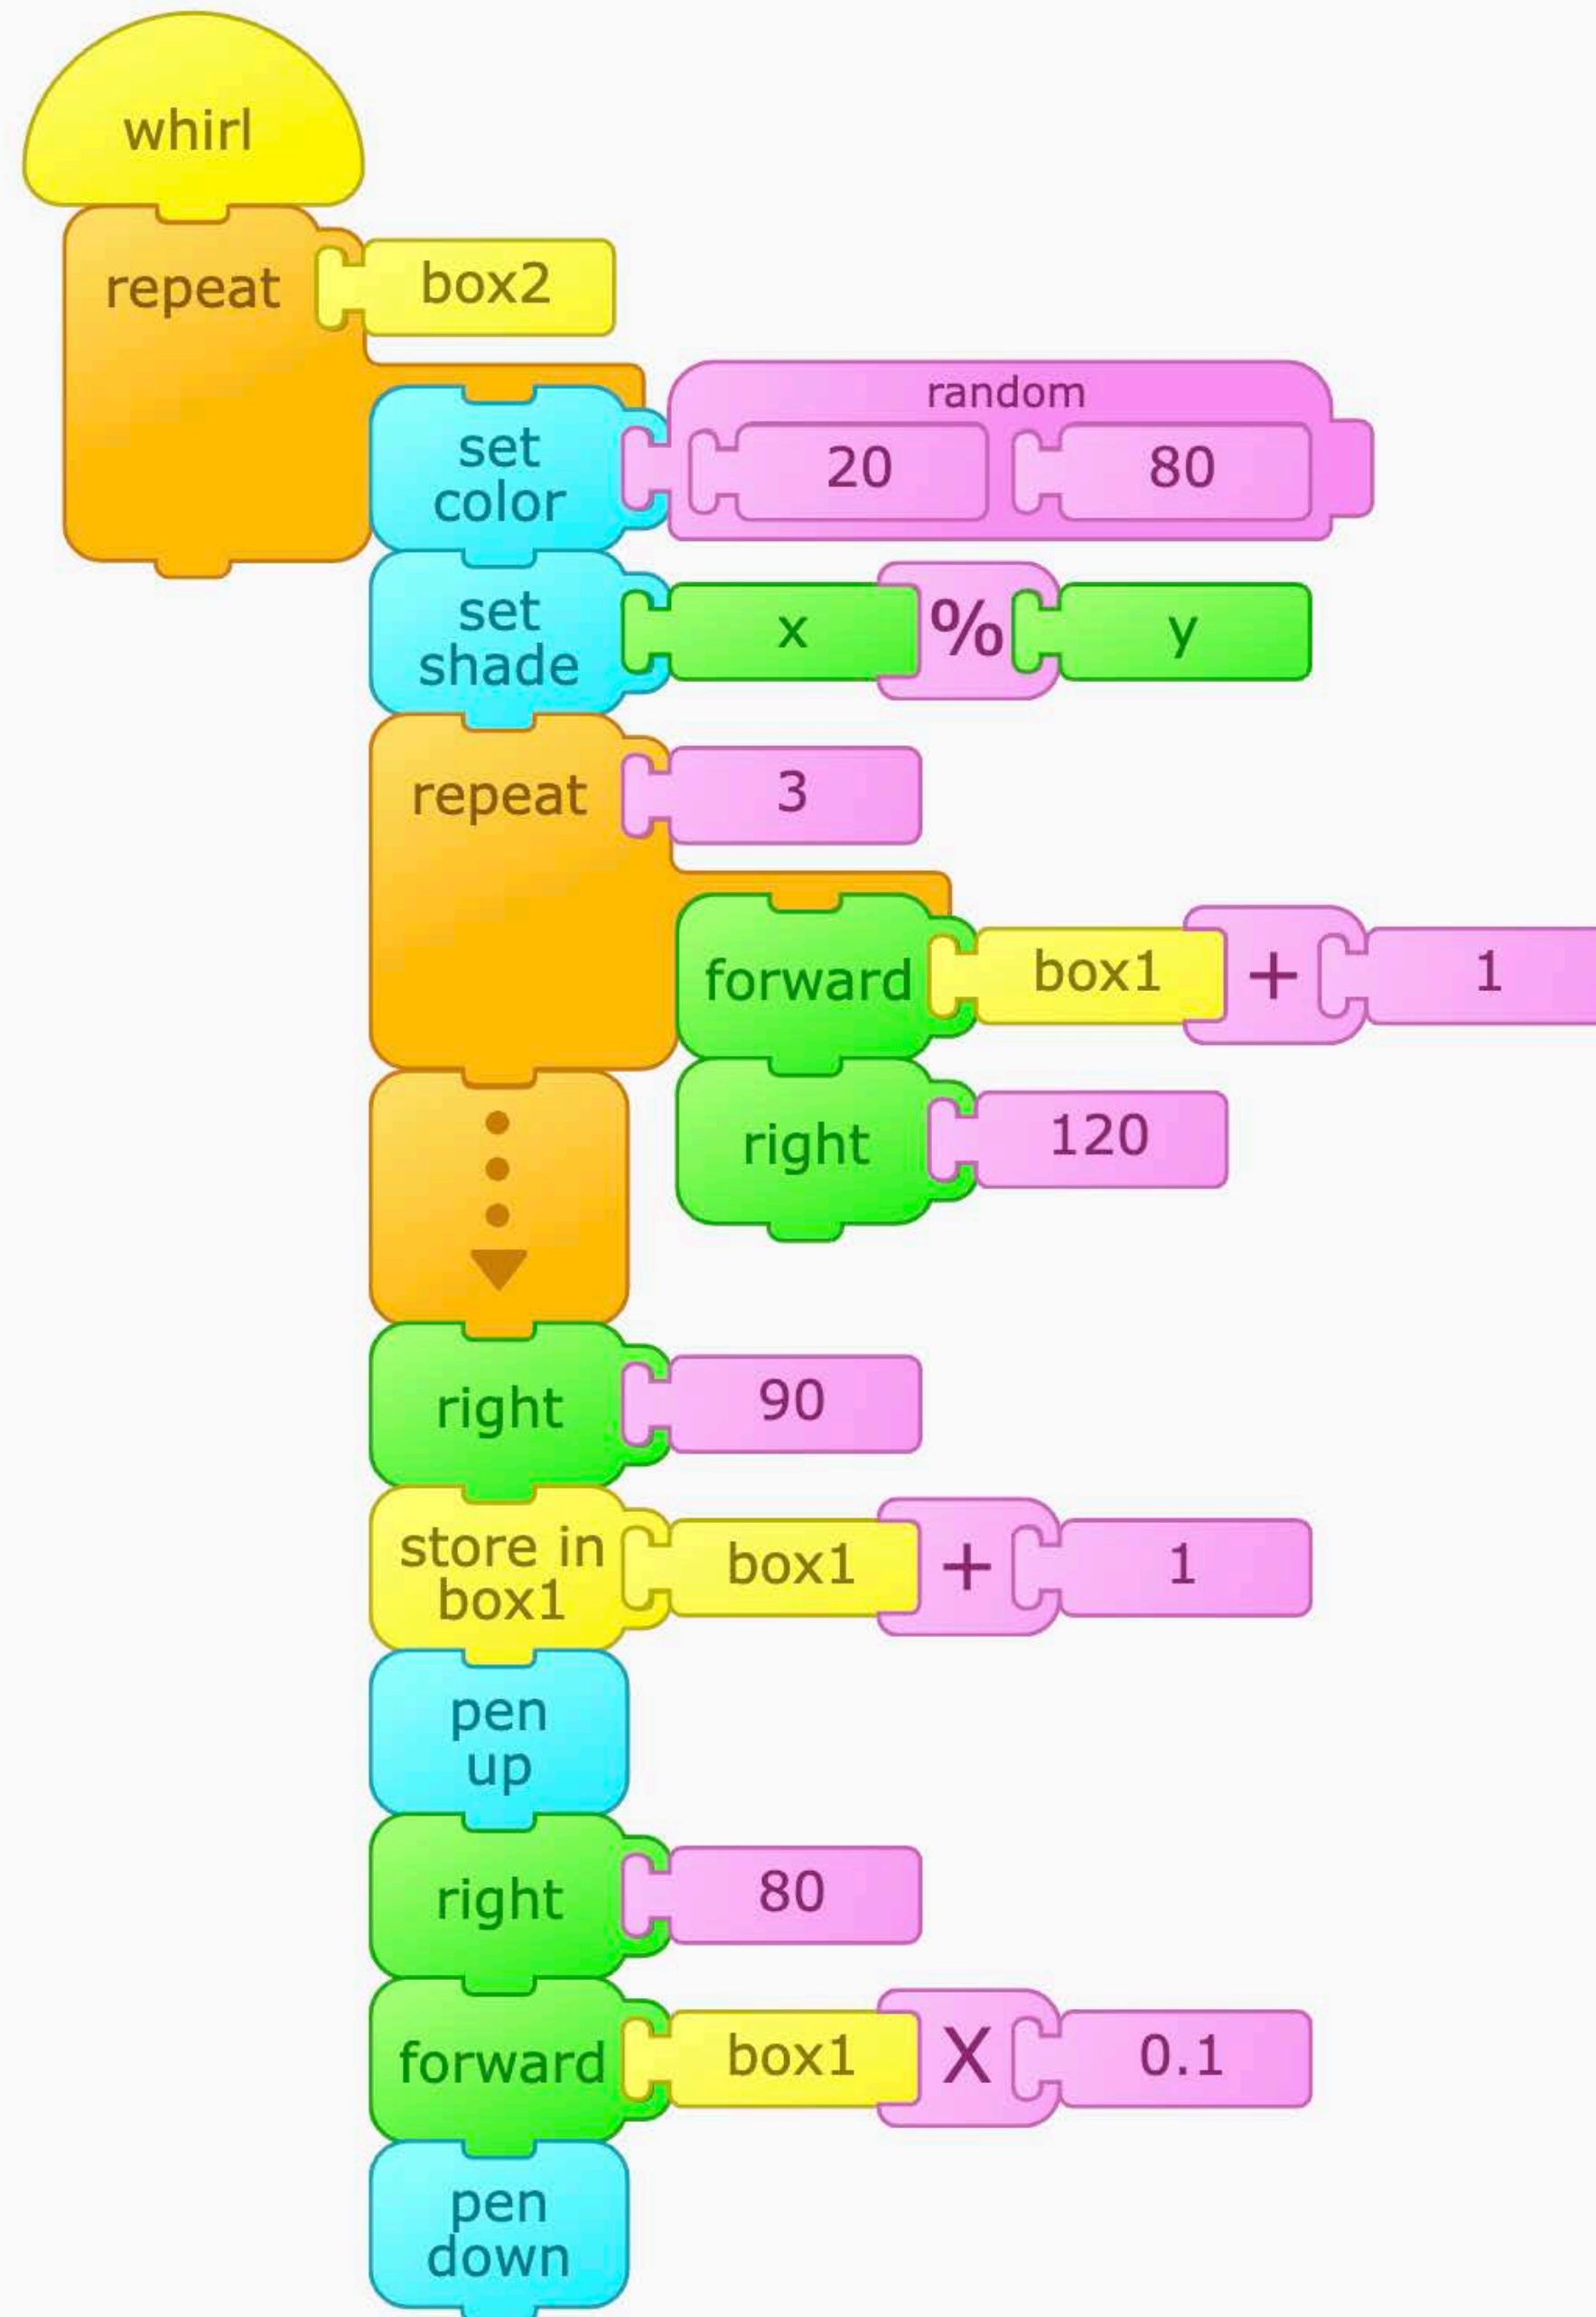 whirl
repeat box2
random
set color 20 80
set shade x % y
repeat 3
forward box1 + 1
right 120
right 90
store in box1 box1 + 1
pen up
right 80
forward box1 X 0.1
pen down